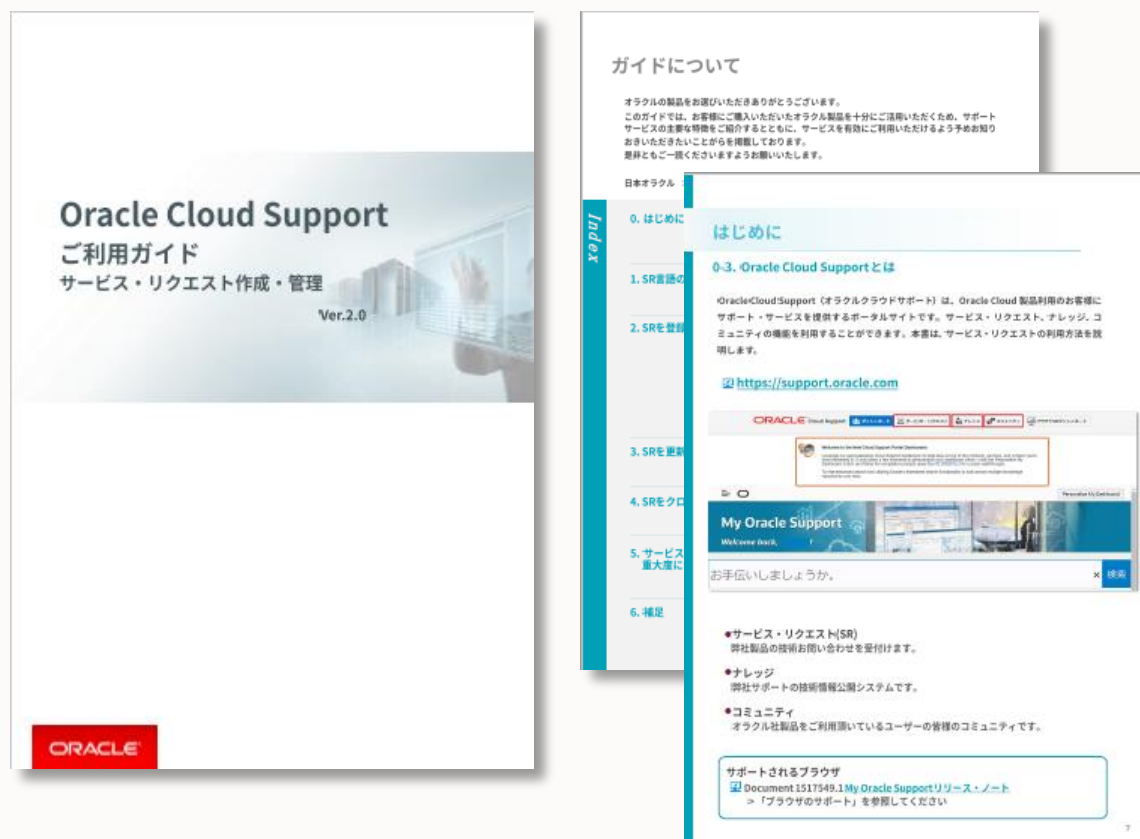 Oracle Cloud Support
ご利用ガイド
サービス・リクエスト作成・管理
Ver.2.0
ORACLE
ガイドについて
オラクルの製品をお選びいただきありがとうございます。
このガイドでは、お客様にご購入いただいたオラクル製品を十分にご活用いただくため、サポート
サービスの主要な特徴をご紹介するとともに、サービスを有効にご利用いただけるよう予めお知り
おきいただきたいことがらを掲載しております。
是非ともご一読くださいますようお願いいたします。
日本オラクル
Index
0. はじめに
1. SR言語の
2. SRを登録
3. SRを更新
4. SRをクロ
5. サービス
重大度に
6. 補足
はじめに
0-3. Oracle Cloud Supportとは
Oracle Cloud Support（オラクルクラウドサポート）は、Oracle Cloud 製品利用のお客様に
サポート・サービスを提供するポータルサイトです。サービス・リクエスト、ナレッジ、コ
ミュニティの機能を利用することができます。本書は、サービス・リクエストの利用方法を説
明します。
https://support.oracle.com
ORACLE Cloud Support
Personalize My Dashboard
My Oracle Support
Welcome back, !
お手伝いしましょうか。
× 検索
●サービス・リクエスト(SR)
弊社製品の技術お問い合わせを受付けます。
●ナレッジ
弊社サポートの技術情報公開システムです。
●コミュニティ
オラクル社製品をご利用頂いているユーザーの皆様のコミュニティです。
サポートされるブラウザ
Document 1517549.1 My Oracle Supportリリース・ノート
> 「ブラウザのサポート」を参照してください
7